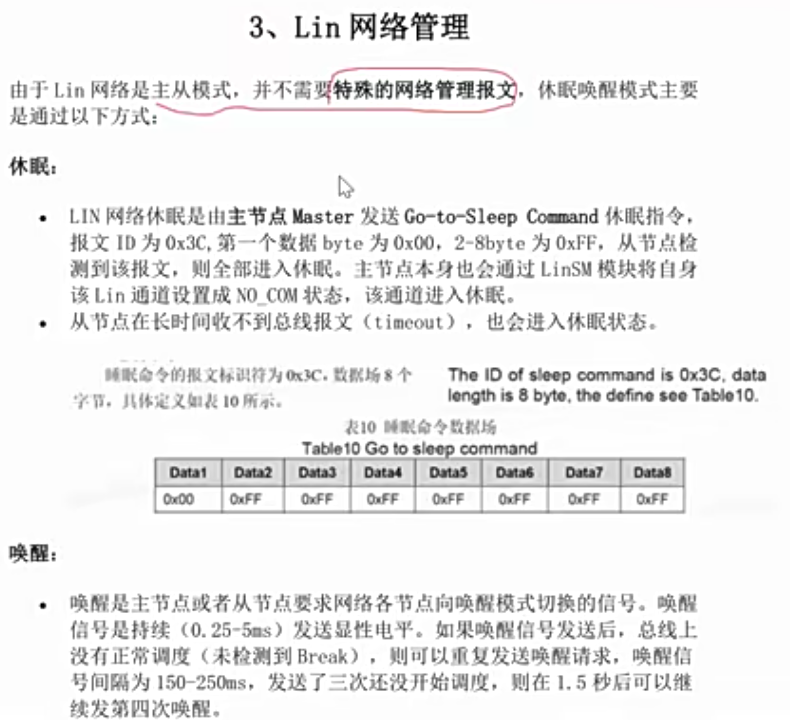 3、Lin 网络管理
由于 Lin 网络是主从模式，并不需要特殊的网络管理报文，休眠唤醒模式主要
是通过以下方式：
休眠：
• LIN 网络休眠是由主节点 Master 发送 Go-to-Sleep Command 休眠指令，
报文 ID 为 0x3C,第一个数据 byte 为 0x00，2-8byte 为 0xFF，从节点检
测到该报文，则全部进入休眠。主节点本身也会通过 LinSM 模块将自身
该 Lin 通道设置成 NO_COM 状态，该通道进入休眠。
• 从节点在长时间收不到总线报文（timeout），也会进入休眠状态。
睡眠命令的报文标识符为 0x3C，数据场 8 个
字节，具体定义如表 10 所示。
The ID of sleep command is 0x3C, data
length is 8 byte, the define see Table10.
表10 睡眠命令数据场
Table10 Go to sleep command
Data1 Data2 Data3 Data4 Data5 Data6 Data7 Data8
0x00 0xFF 0xFF 0xFF 0xFF 0xFF 0xFF 0xFF
唤醒：
• 唤醒是主节点或者从节点要求网络各节点向唤醒模式切换的信号。唤醒
信号是持续（0.25-5ms）发送显性电平。如果唤醒信号发送后，总线上
没有正常调度（未检测到 Break），则可以重复发送唤醒请求，唤醒信
号间隔为 150-250ms，发送了三次还没开始调度，则在 1.5 秒后可以继
续发第四次唤醒。